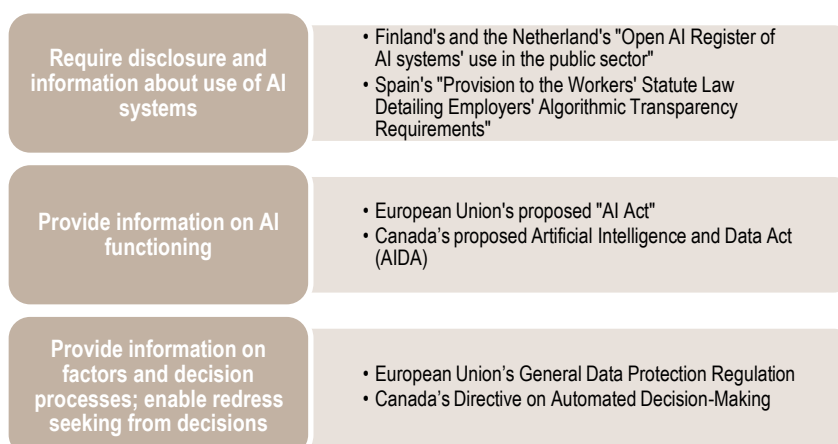 Require disclosure and
information about use of AI
systems
• Finland's and the Netherland's "Open AI Register of
AI systems' use in the public sector"
• Spain's "Provision to the Workers' Statute Law
Detailing Employers' Algorithmic Transparency
Requirements"
Provide information on AI
functioning
• European Union's proposed "AI Act"
• Canada’s proposed Artificial Intelligence and Data Act
(AIDA)
Provide information on
factors and decision
processes; enable redress
seeking from decisions
• European Union’s General Data Protection Regulation
• Canada’s Directive on Automated Decision-Making